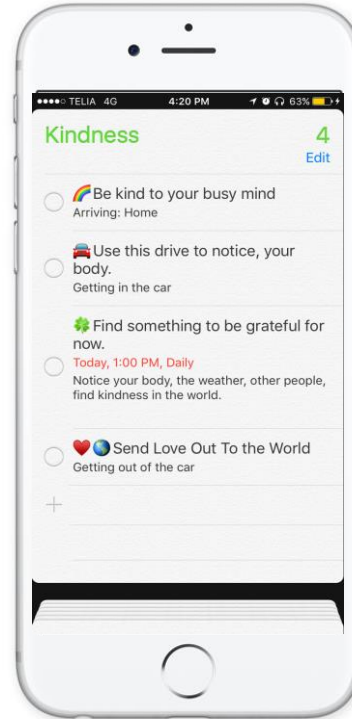 TELIA 4G 4:20 PM 63%
Kindness 4
Edit
🌈Be kind to your busy mind
Arriving: Home
🚘Use this drive to notice, your
body.
Getting in the car
🍀Find something to be grateful for
now.
Today, 1:00 PM, Daily
Notice your body, the weather, other people,
find kindness in the world.
❤️🌎Send Love Out To the World
Getting out of the car